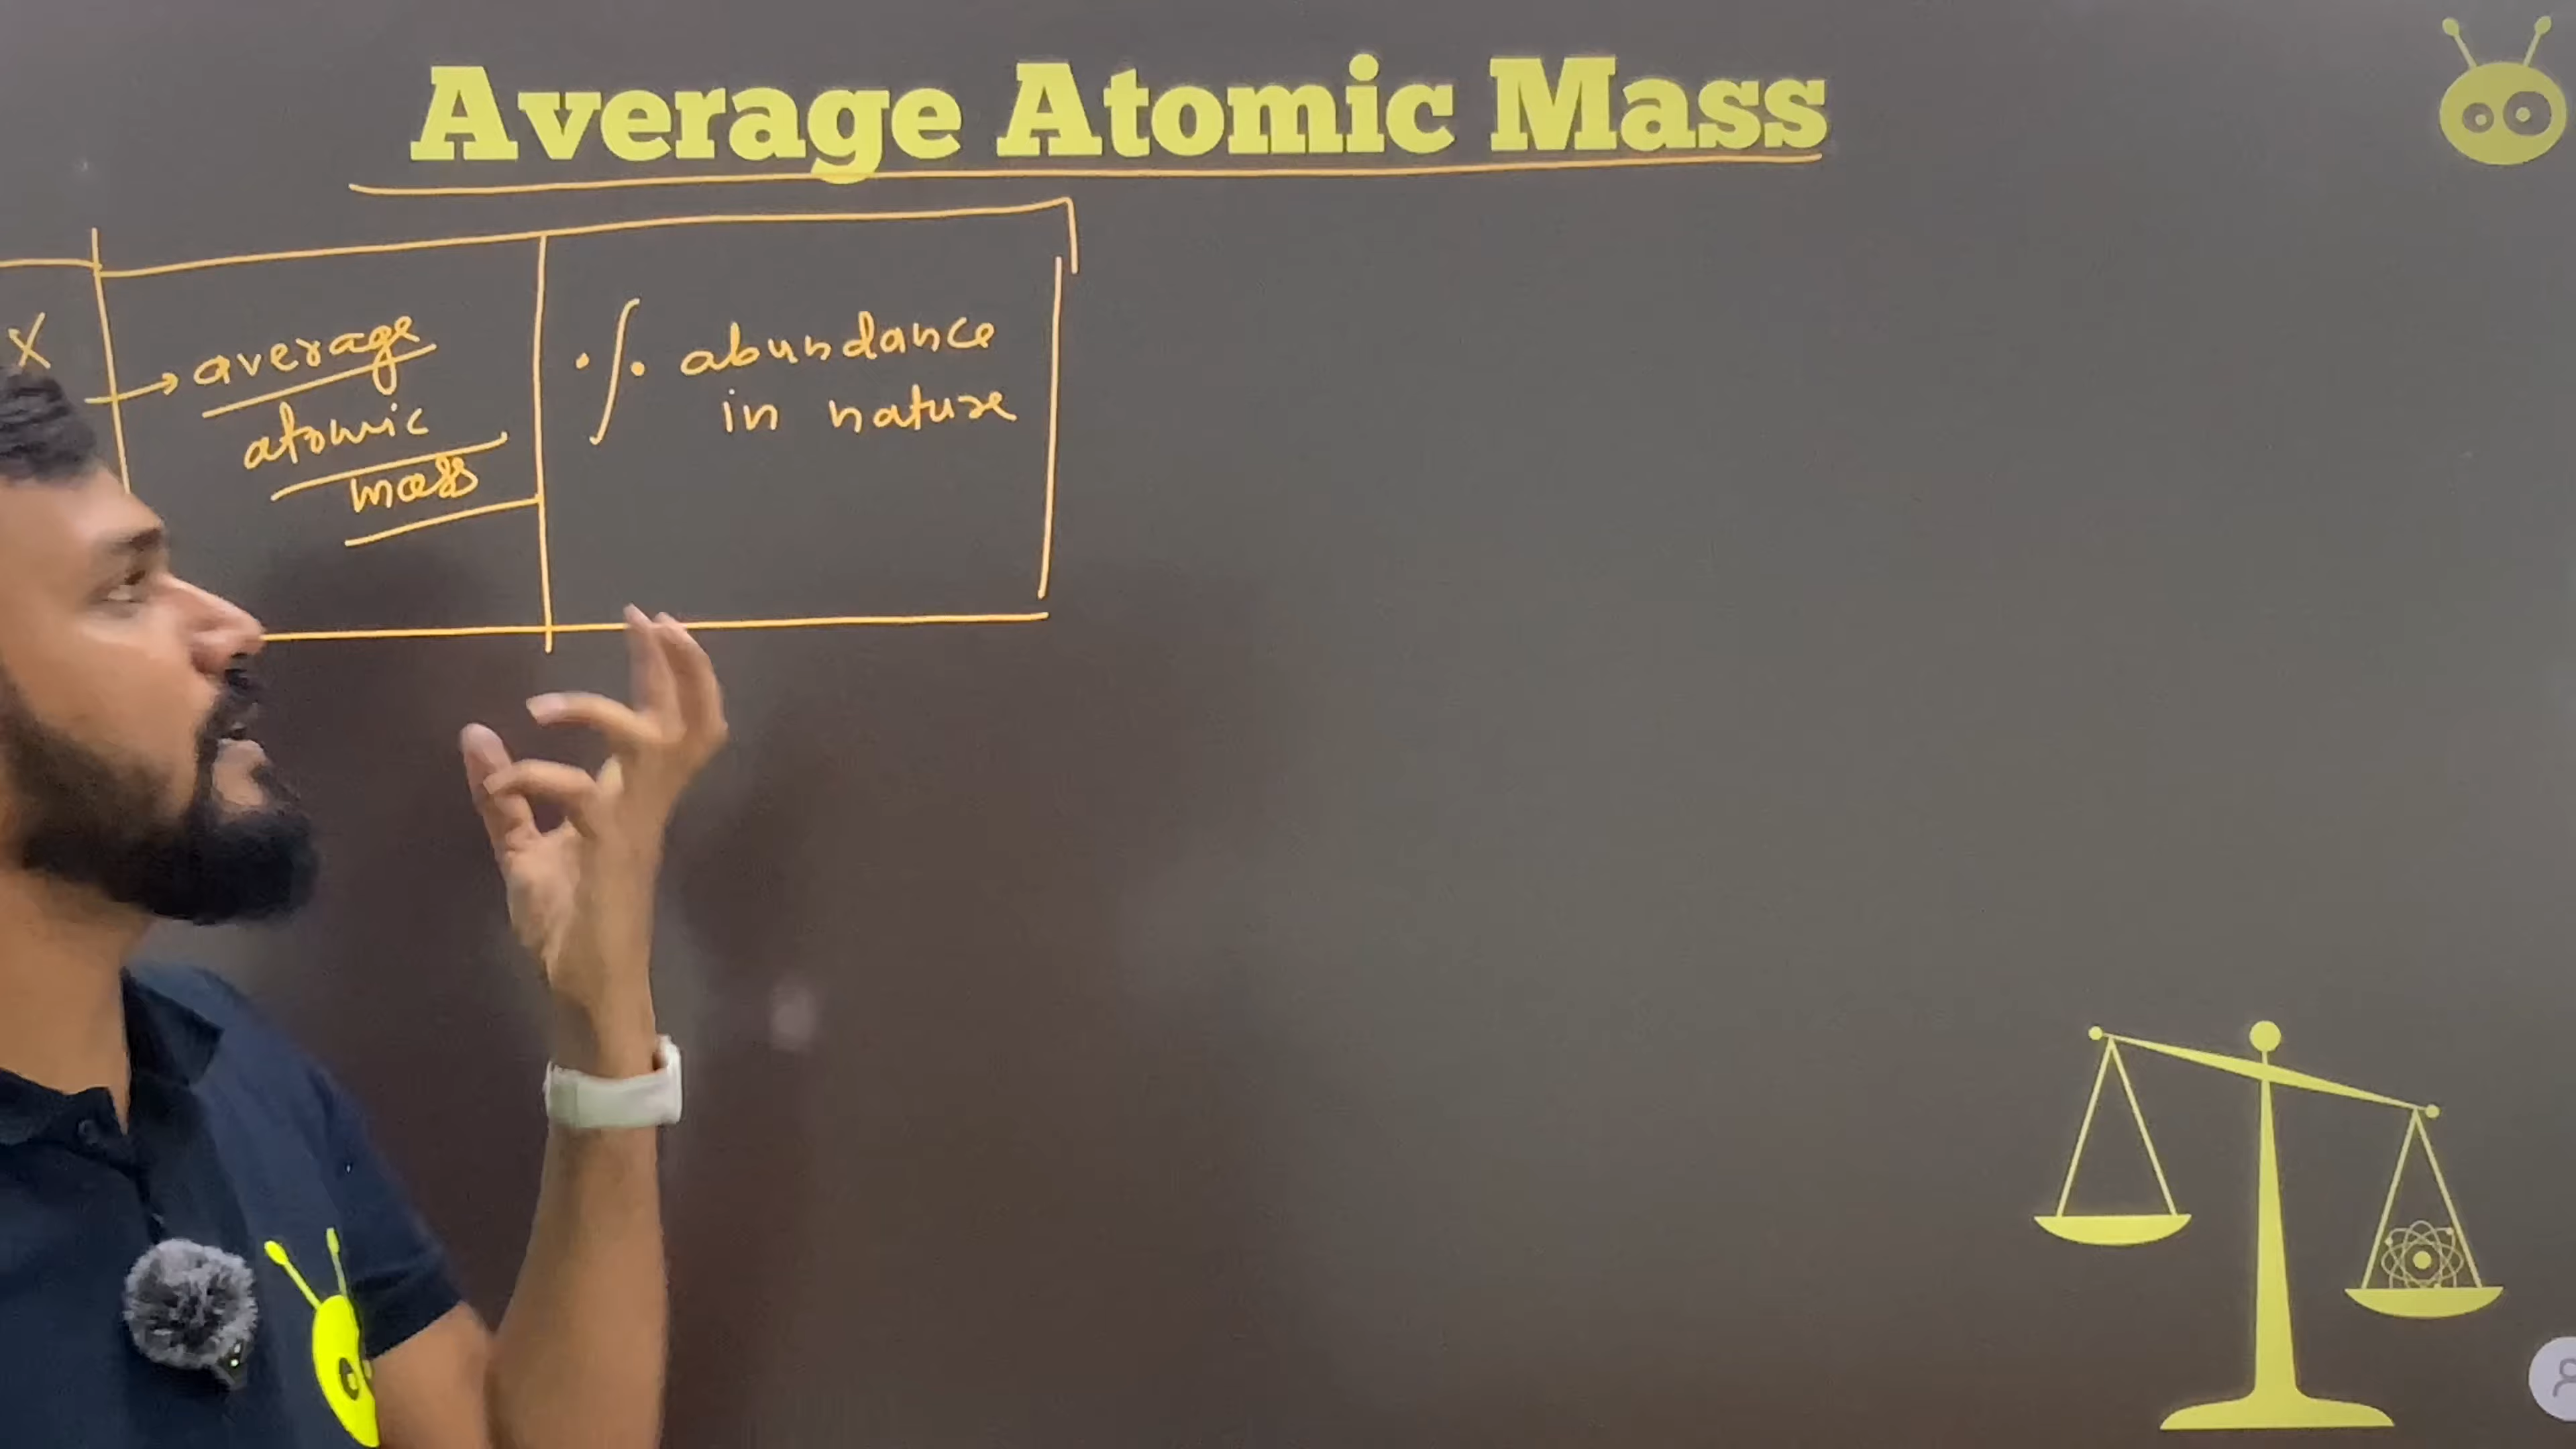 Average Atomic Mass
X
→ average
atomic
mass
% abundance
in nature